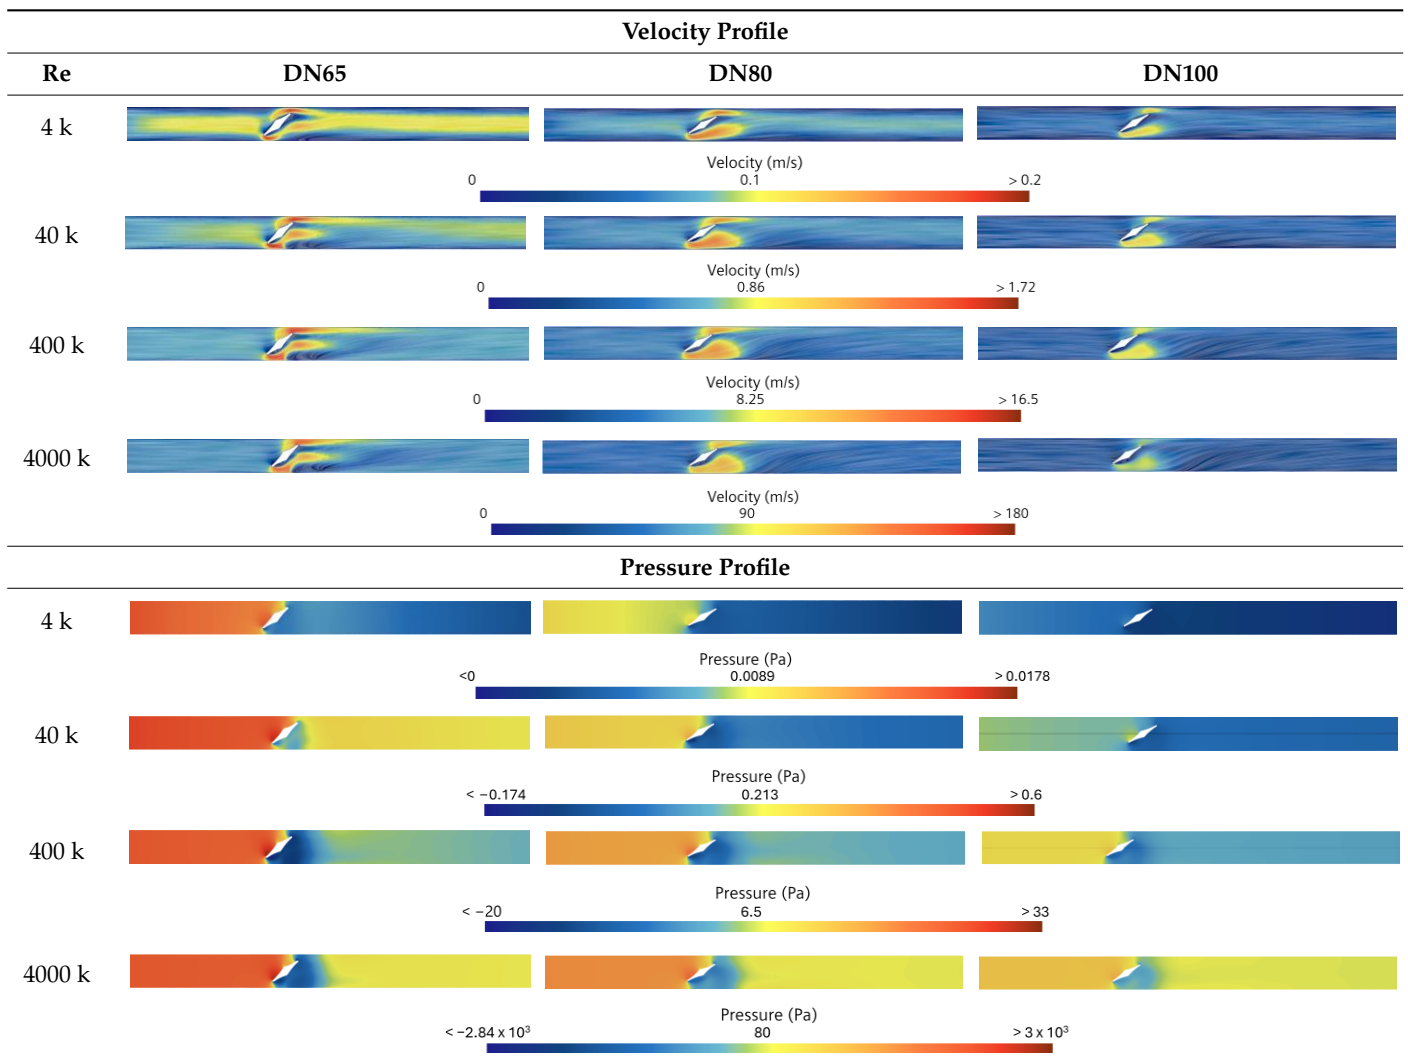 Velocity Profile
Re DN65 DN80 DN100
4 k
Velocity (m/s)
0 0.1 > 0.2
40 k
Velocity (m/s)
0 0.86 > 1.72
400 k
Velocity (m/s)
0 8.25 > 16.5
4000 k
Velocity (m/s)
0 90 > 180
Pressure Profile
4 k
Pressure (Pa)
<0 0.0089 > 0.0178
40 k
Pressure (Pa)
< −0.174 0.213 > 0.6
400 k
Pressure (Pa)
< −20 6.5 > 33
4000 k
Pressure (Pa)
< −2.84 x 10³ 80 > 3 x 10³